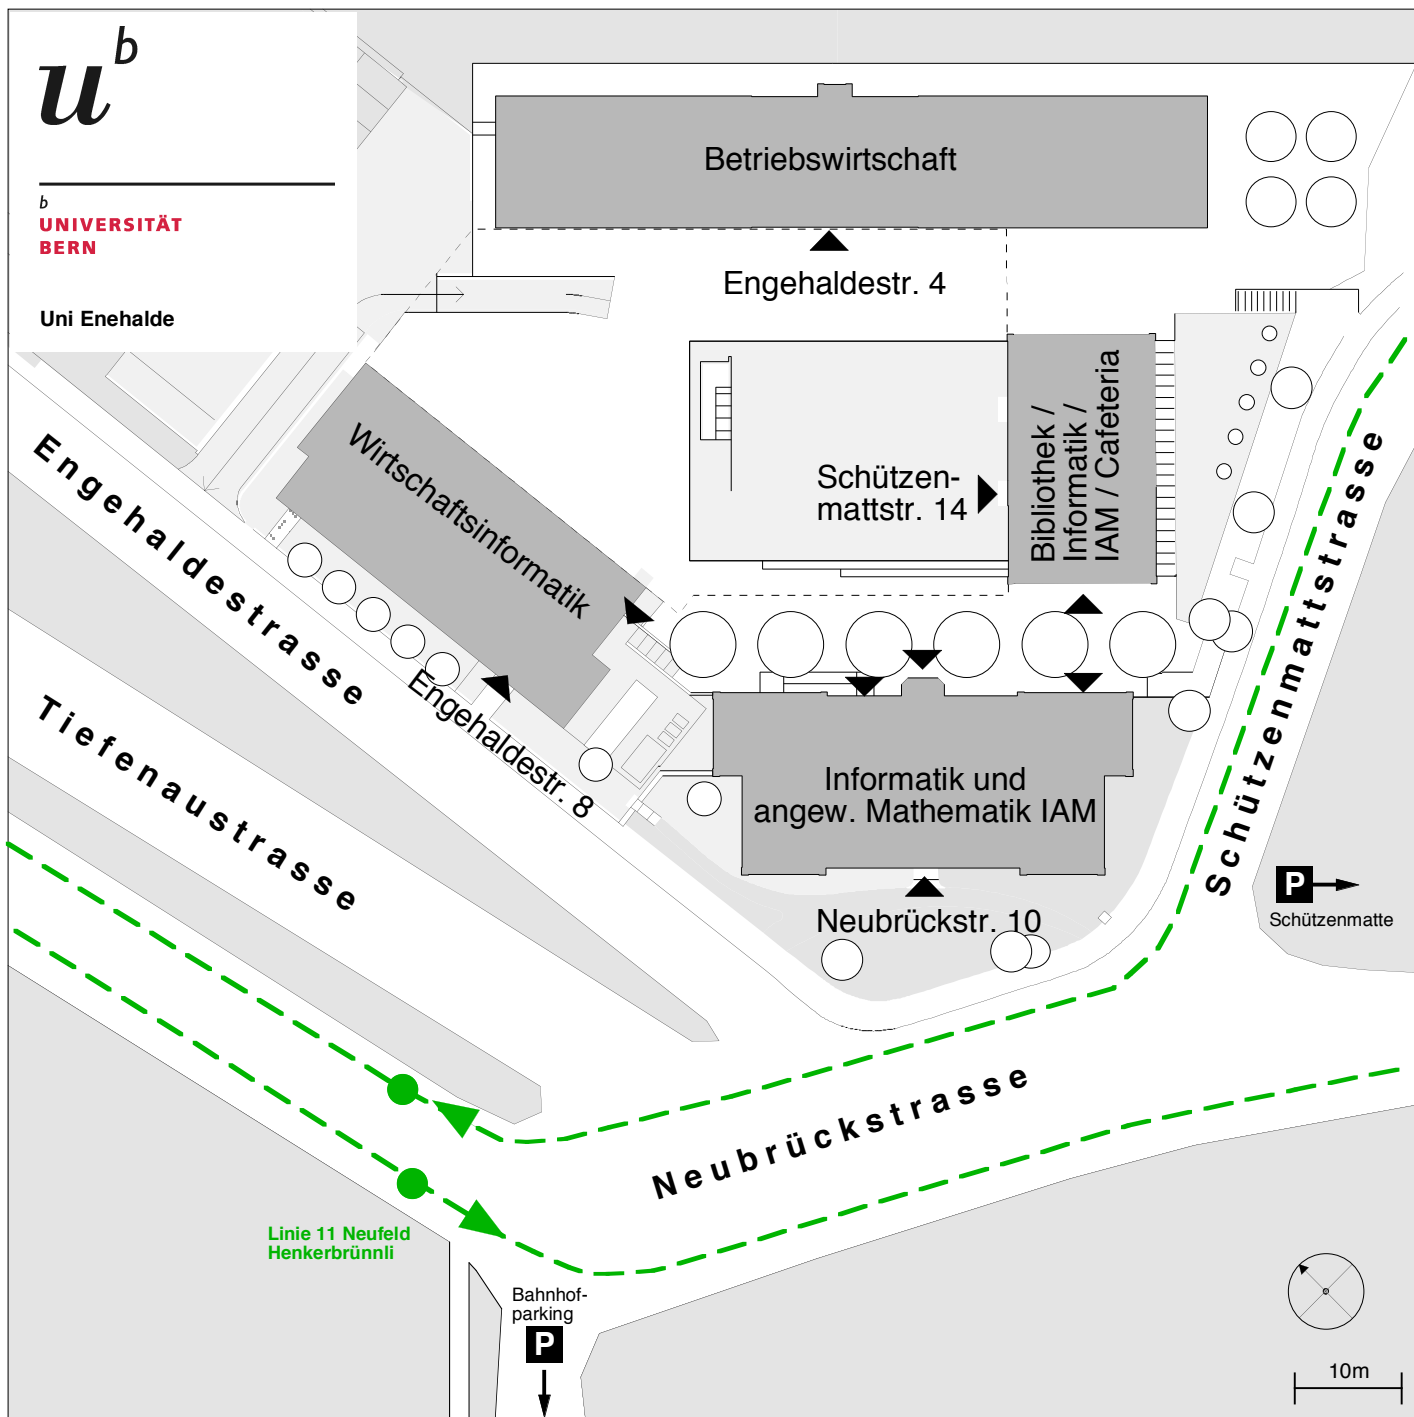 u b
b
UNIVERSITÄT
BERN
Uni Enehalde
Betriebswirtschaft
Engehaldestr. 4
Wirtschaftsinformatik
Schützen-
mattstr. 14
Bibliothek /
Informatik /
IAM / Cafeteria
Engehaldestrasse
Engehaldestr. 8
Tiefenaustrasse
Schützenmattstrasse
Informatik und
angew. Mathematik IAM
Neubrückstr. 10
P
Schützenmatte
Neubrückstrasse
Linie 11 Neufeld
Henkerbrünnli
Bahnhof-
parking
P
10m